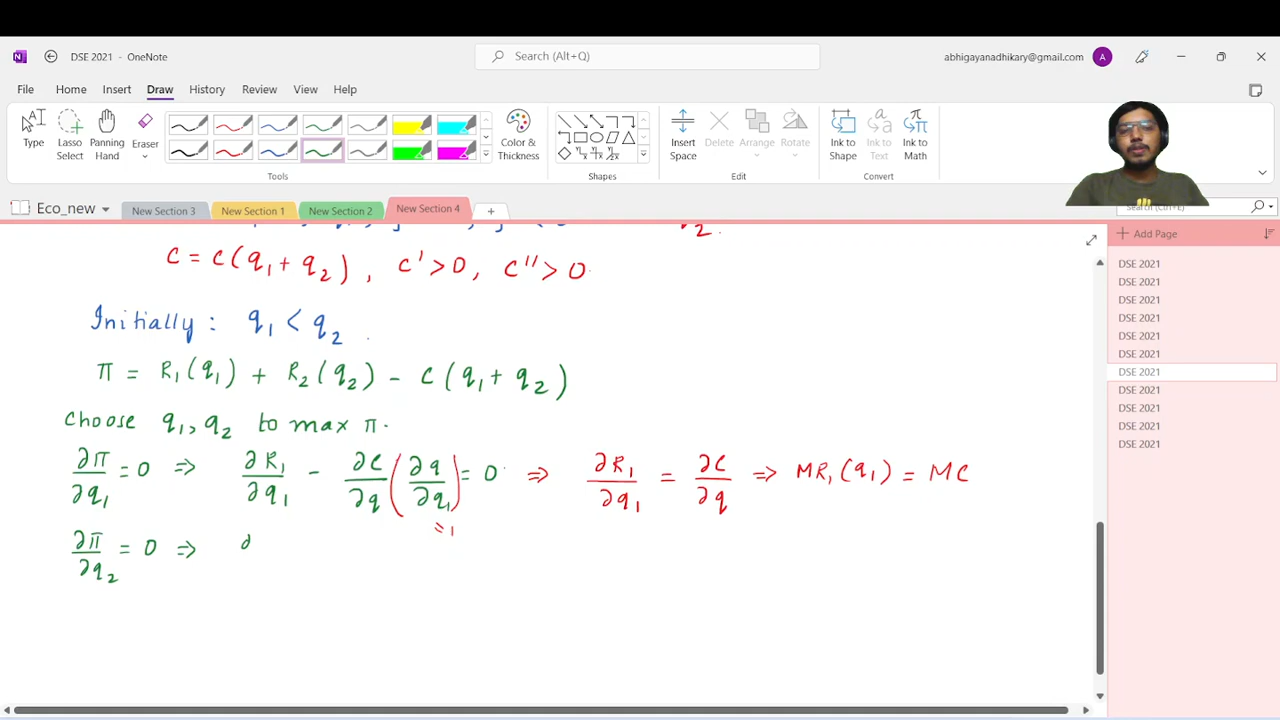 DSE 2021 - OneNote
Search (Alt+Q)
abhigayanadhikary@gmail.com
A
File Home Insert Draw History Review View Help
Type
Lasso Select
Panning Hand
Eraser
Color & Thickness
Insert Space
Delete
Arrange
Rotate
Ink to Shape
Ink to Text
Ink to Math
Tools
Shapes
Edit
Convert
Eco_new
New Section 3
New Section 1
New Section 2
New Section 4
+
Search (Ctrl+E)
Add Page
DSE 2021
DSE 2021
DSE 2021
DSE 2021
DSE 2021
DSE 2021
DSE 2021
DSE 2021
DSE 2021
DSE 2021
DSE 2021
C = C(q₁ + q₂), C' > 0, C'' > 0.
Initially: q₁ < q₂.
π = R₁(q₁) + R₂(q₂) - C(q₁ + q₂)
Choose q₁, q₂ to max π.
∂π/∂q₁ = 0 ⇒ ∂R₁/∂q₁ - ∂C/∂q (∂q/∂q₁) = 0 ⇒ ∂R₁/∂q₁ = ∂C/∂q ⇒ MR₁(q₁) = MC
= 1
∂π/∂q₂ = 0 ⇒ ∂